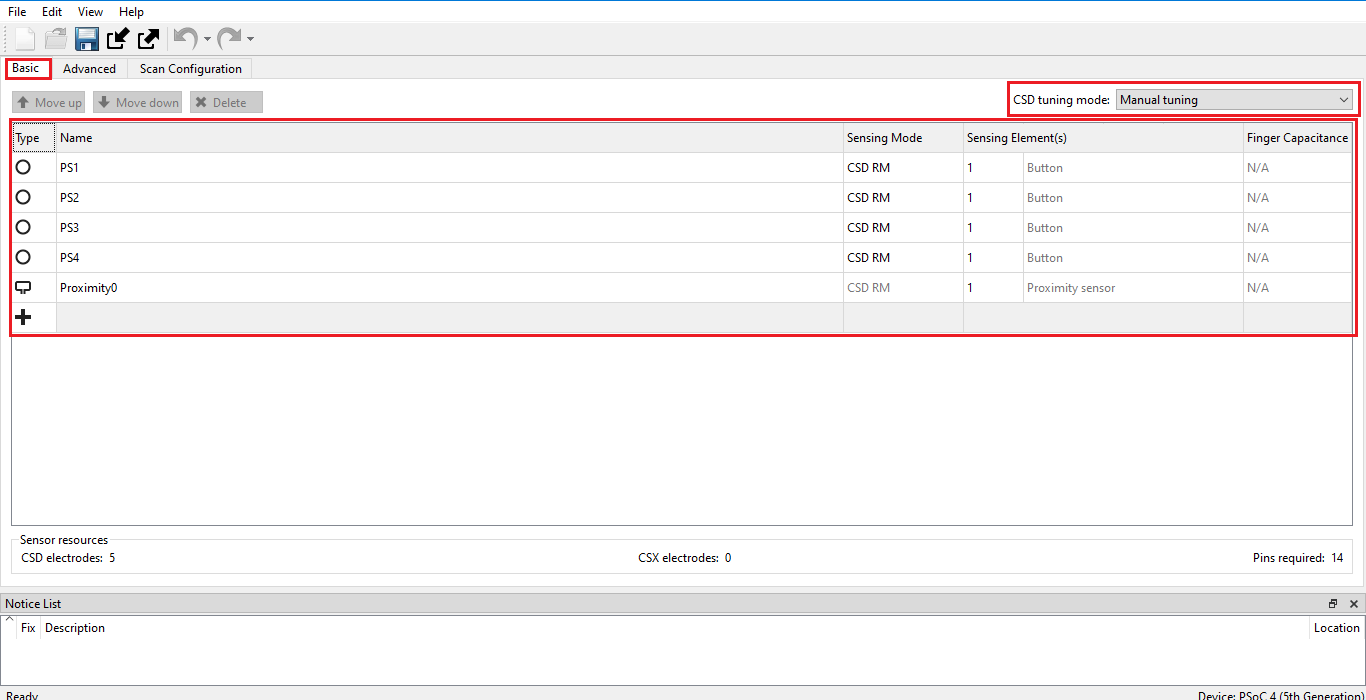 File Edit View Help
Basic Advanced Scan Configuration
Move up Move down Delete CSD tuning mode: Manual tuning
Type Name Sensing Mode Sensing Element(s) Finger Capacitance
PS1 CSD RM 1 Button N/A
PS2 CSD RM 1 Button N/A
PS3 CSD RM 1 Button N/A
PS4 CSD RM 1 Button N/A
Proximity0 CSD RM 1 Proximity sensor N/A
Sensor resources
CSD electrodes: 5 CSX electrodes: 0 Pins required: 14
Notice List
Fix Description Location
Ready Device: PSoC 4 (5th Generation)